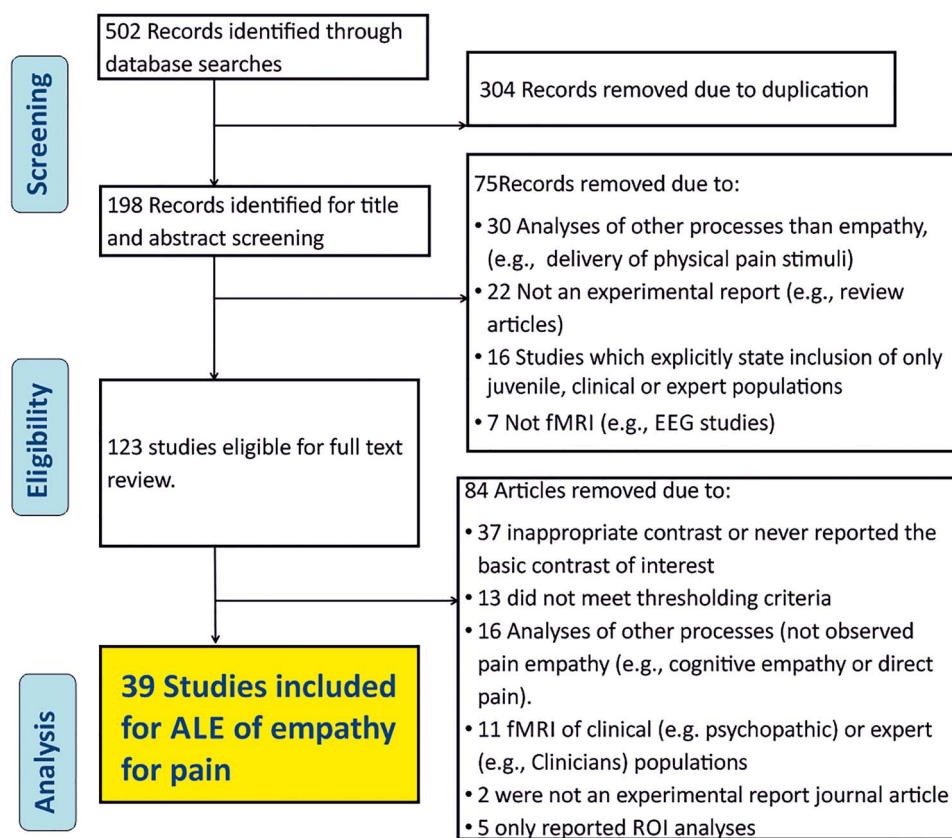 Screening
502 Records identified through
database searches
304 Records removed due to duplication
198 Records identified for title
and abstract screening
75Records removed due to:
• 30 Analyses of other processes than empathy,
(e.g., delivery of physical pain stimuli)
• 22 Not an experimental report (e.g., review
articles)
• 16 Studies which explicitly state inclusion of only
juvenile, clinical or expert populations
• 7 Not fMRI (e.g., EEG studies)
Eligibility
123 studies eligible for full text
review.
84 Articles removed due to:
• 37 inappropriate contrast or never reported the
basic contrast of interest
• 13 did not meet thresholding criteria
• 16 Analyses of other processes (not observed
pain empathy (e.g., cognitive empathy or direct
pain).
• 11 fMRI of clinical (e.g. psychopathic) or expert
(e.g., Clinicians) populations
• 2 were not an experimental report journal article
• 5 only reported ROI analyses
Analysis
39 Studies included
for ALE of empathy
for pain